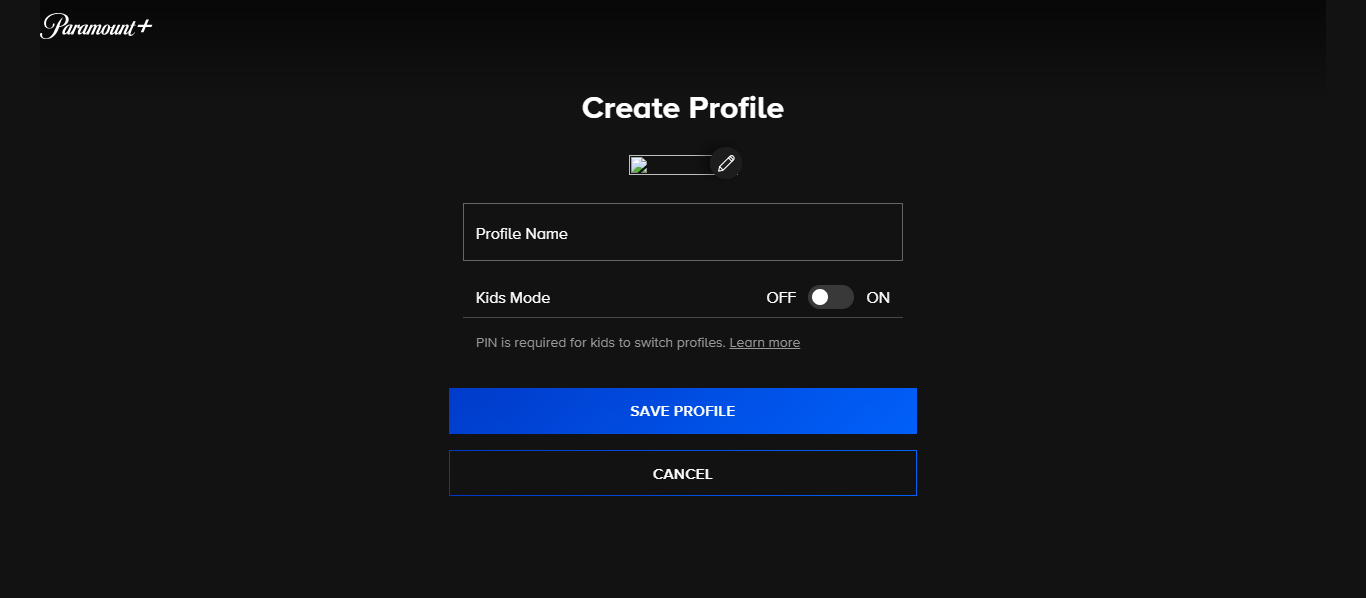 Paramount+
Create Profile
Profile Name
Kids Mode OFF ON
PIN is required for kids to switch profiles. Learn more
SAVE PROFILE
CANCEL